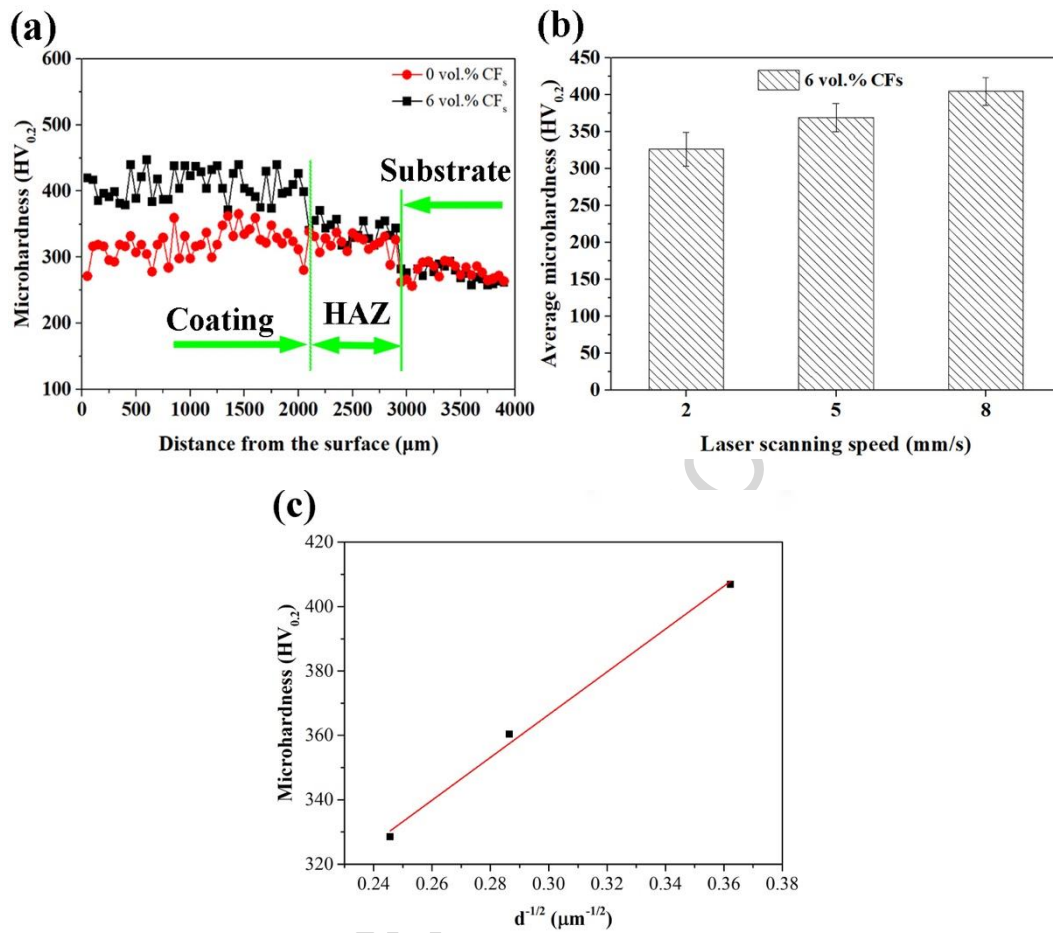 (a)
600
500
400
300
200
100
Microhardness (HV0.2)
0 vol.% CFs
6 vol.% CFs
Substrate
Coating
HAZ
0 500 1000 1500 2000 2500 3000 3500 4000
Distance from the surface (μm)
(b)
450
400
350
300
250
200
150
100
50
0
Average microhardness (HV0.2)
6 vol.% CFs
2 5 8
Laser scanning speed (mm/s)
(c)
420
400
380
360
340
320
Microhardness (HV0.2)
0.24 0.26 0.28 0.30 0.32 0.34 0.36 0.38
d-1/2 (μm-1/2)